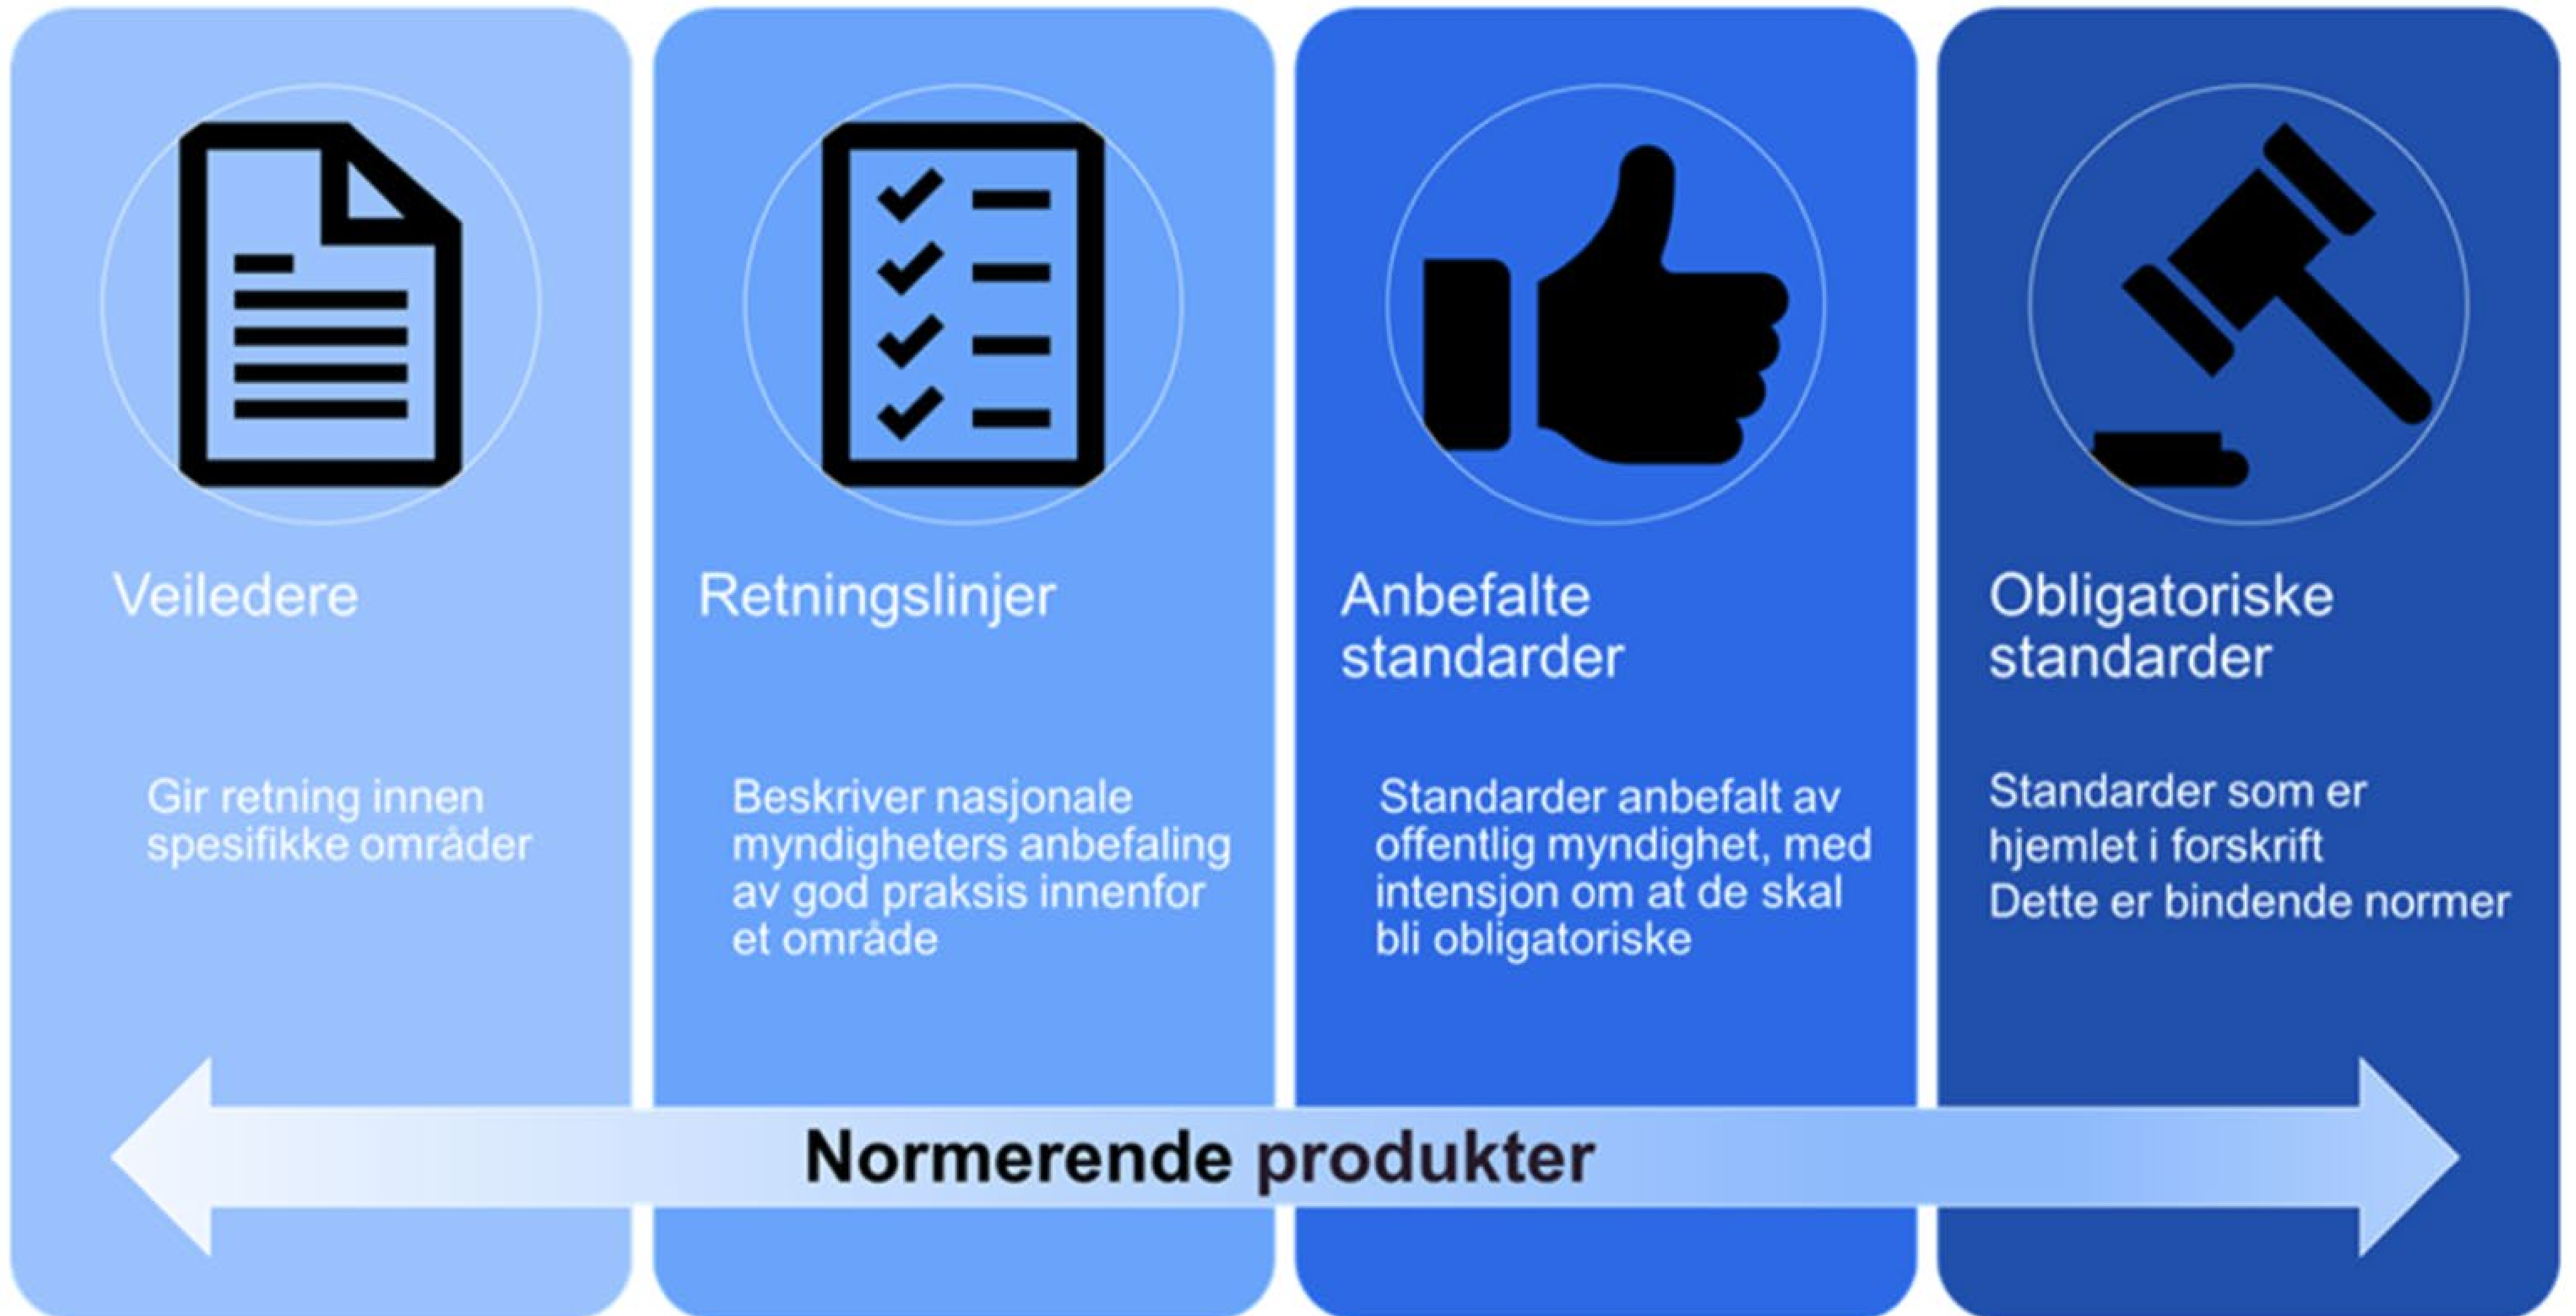 Veiledere
Gir retning innen
spesifikke områder
Retningslinjer
Beskriver nasjonale
myndigheters anbefaling
av god praksis innenfor
et område
Anbefalte
standarder
Standarder anbefalt av
offentlig myndighet, med
intensjon om at de skal
bli obligatoriske
Obligatoriske
standarder
Standarder som er
hjemlet i forskrift
Dette er bindende normer
Normerende produkter